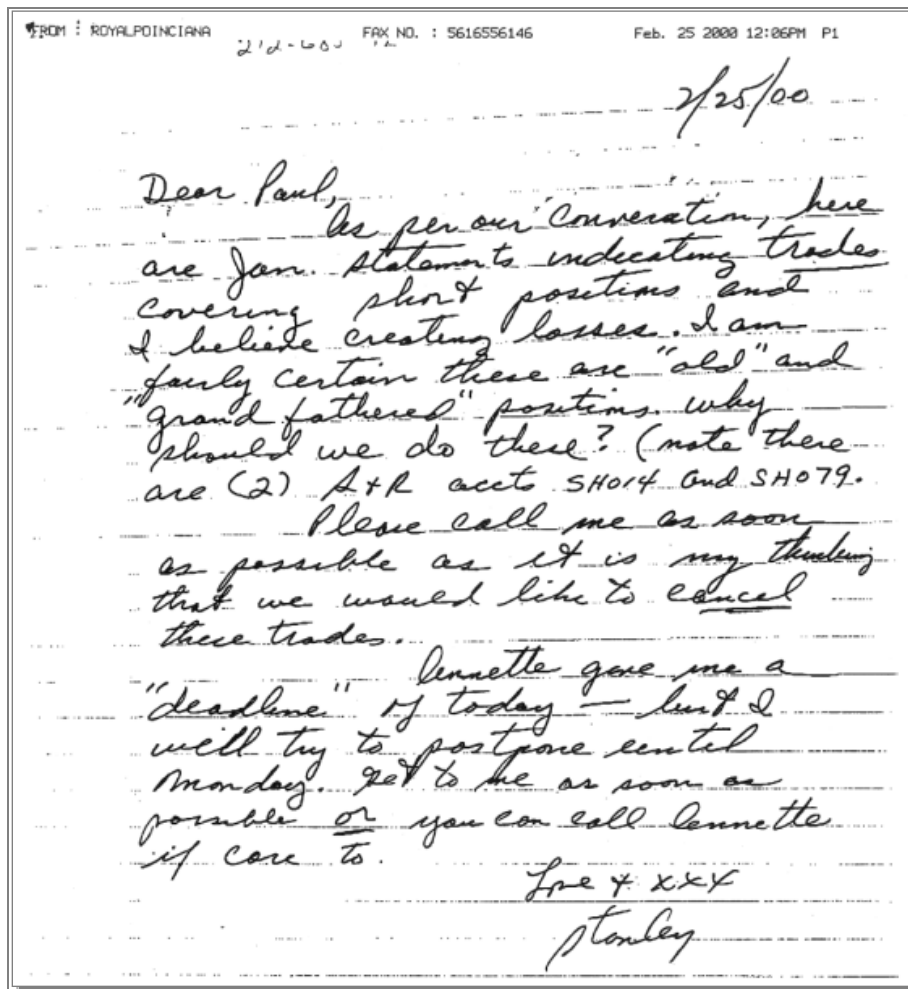 FROM : ROYALPOINCIANA FAX NO. : 5616556146 Feb. 25 2000 12:06PM P1
2/25/00
Dear Paul,
As per our conversation, here
are Jan. statements indicating trades
covering short positions and
I believe creating losses. I am
fairly certain these are "old" and
"grand fathered" positions. why
should we do these? (note there
are (2) A+R accts SH014 and SH079.
Please call me as soon
as possible as it is my thinking
that we would like to cancel
these trades.
Annette gave me a
"deadline" of today — but I
will try to postpone until
Monday. get to me as soon as
possible or you can call Annette
if care to.
Love + xxx
Stanley